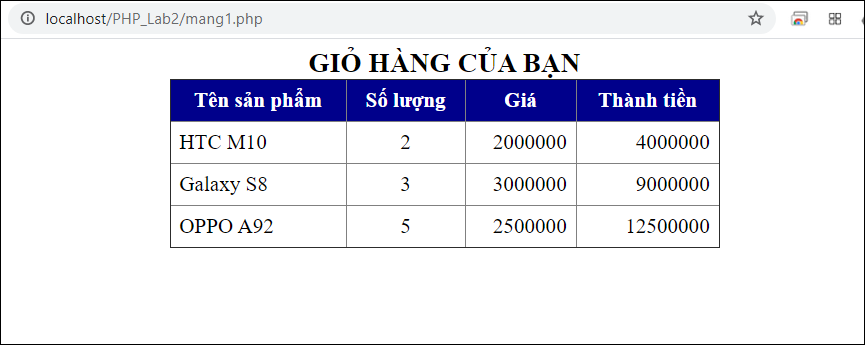 localhost/PHP_Lab2/mang1.php
GIỎ HÀNG CỦA BẠN
Tên sản phẩm Số lượng Giá Thành tiền
HTC M10 2 2000000 4000000
Galaxy S8 3 3000000 9000000
OPPO A92 5 2500000 12500000